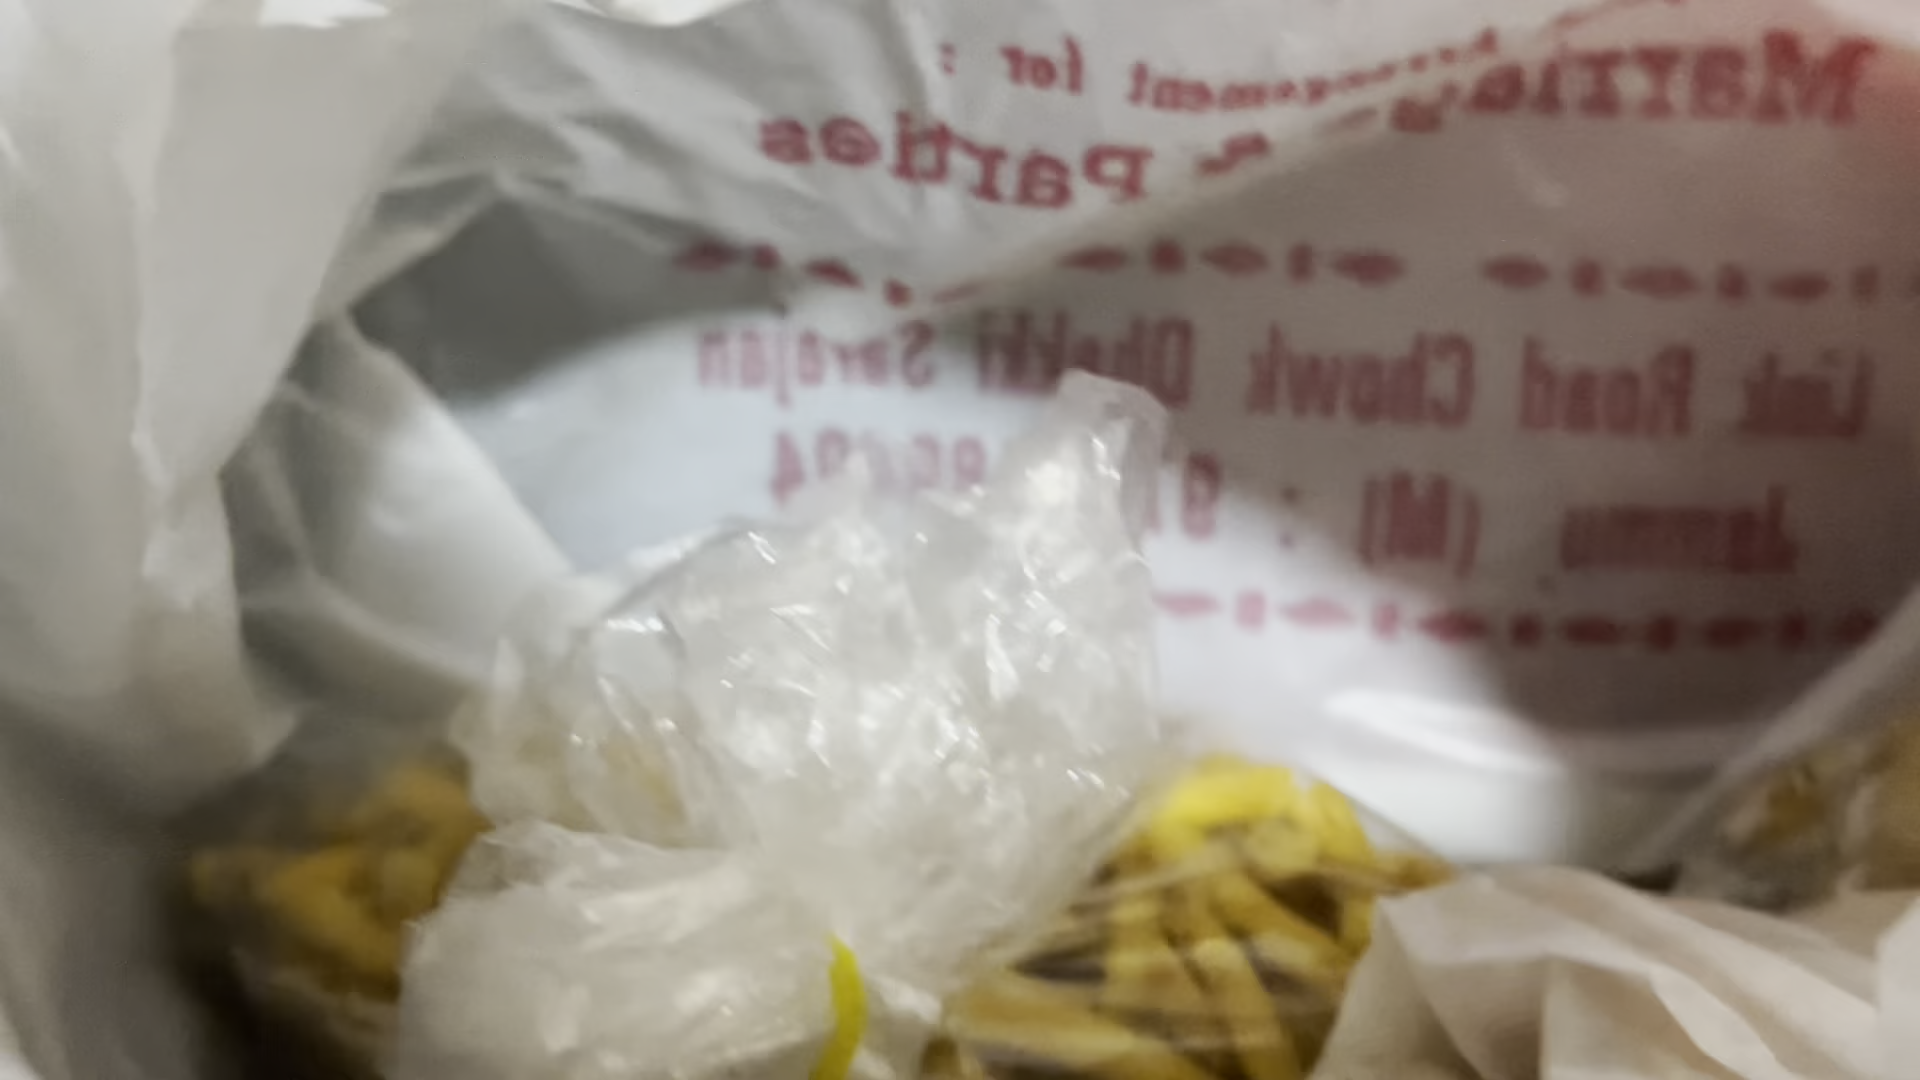 Arrangement for :
Marriage & Parties
Link Road Chowk Dhakki Sarajan
Jammu (M) :